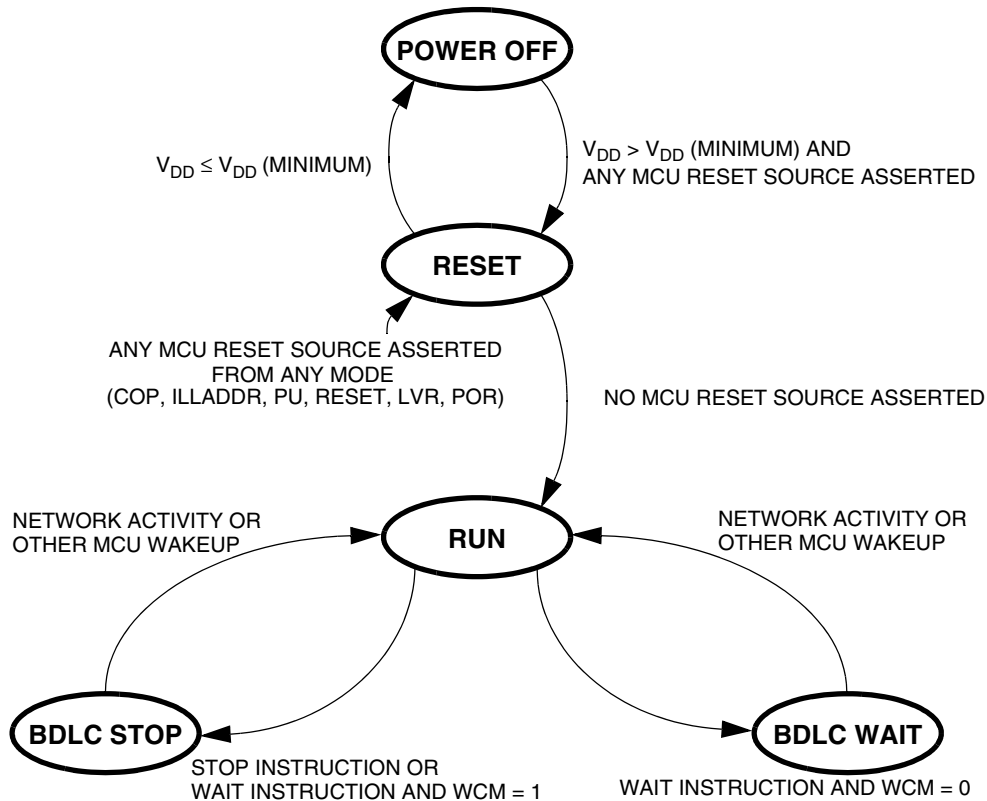 POWER OFF
V_DD ≤ V_DD (MINIMUM)
V_DD > V_DD (MINIMUM) AND
ANY MCU RESET SOURCE ASSERTED
RESET
ANY MCU RESET SOURCE ASSERTED
FROM ANY MODE
(COP, ILLADDR, PU, RESET, LVR, POR)
NO MCU RESET SOURCE ASSERTED
NETWORK ACTIVITY OR
OTHER MCU WAKEUP
RUN
NETWORK ACTIVITY OR
OTHER MCU WAKEUP
BDLC STOP
BDLC WAIT
STOP INSTRUCTION OR
WAIT INSTRUCTION AND WCM = 1
WAIT INSTRUCTION AND WCM = 0